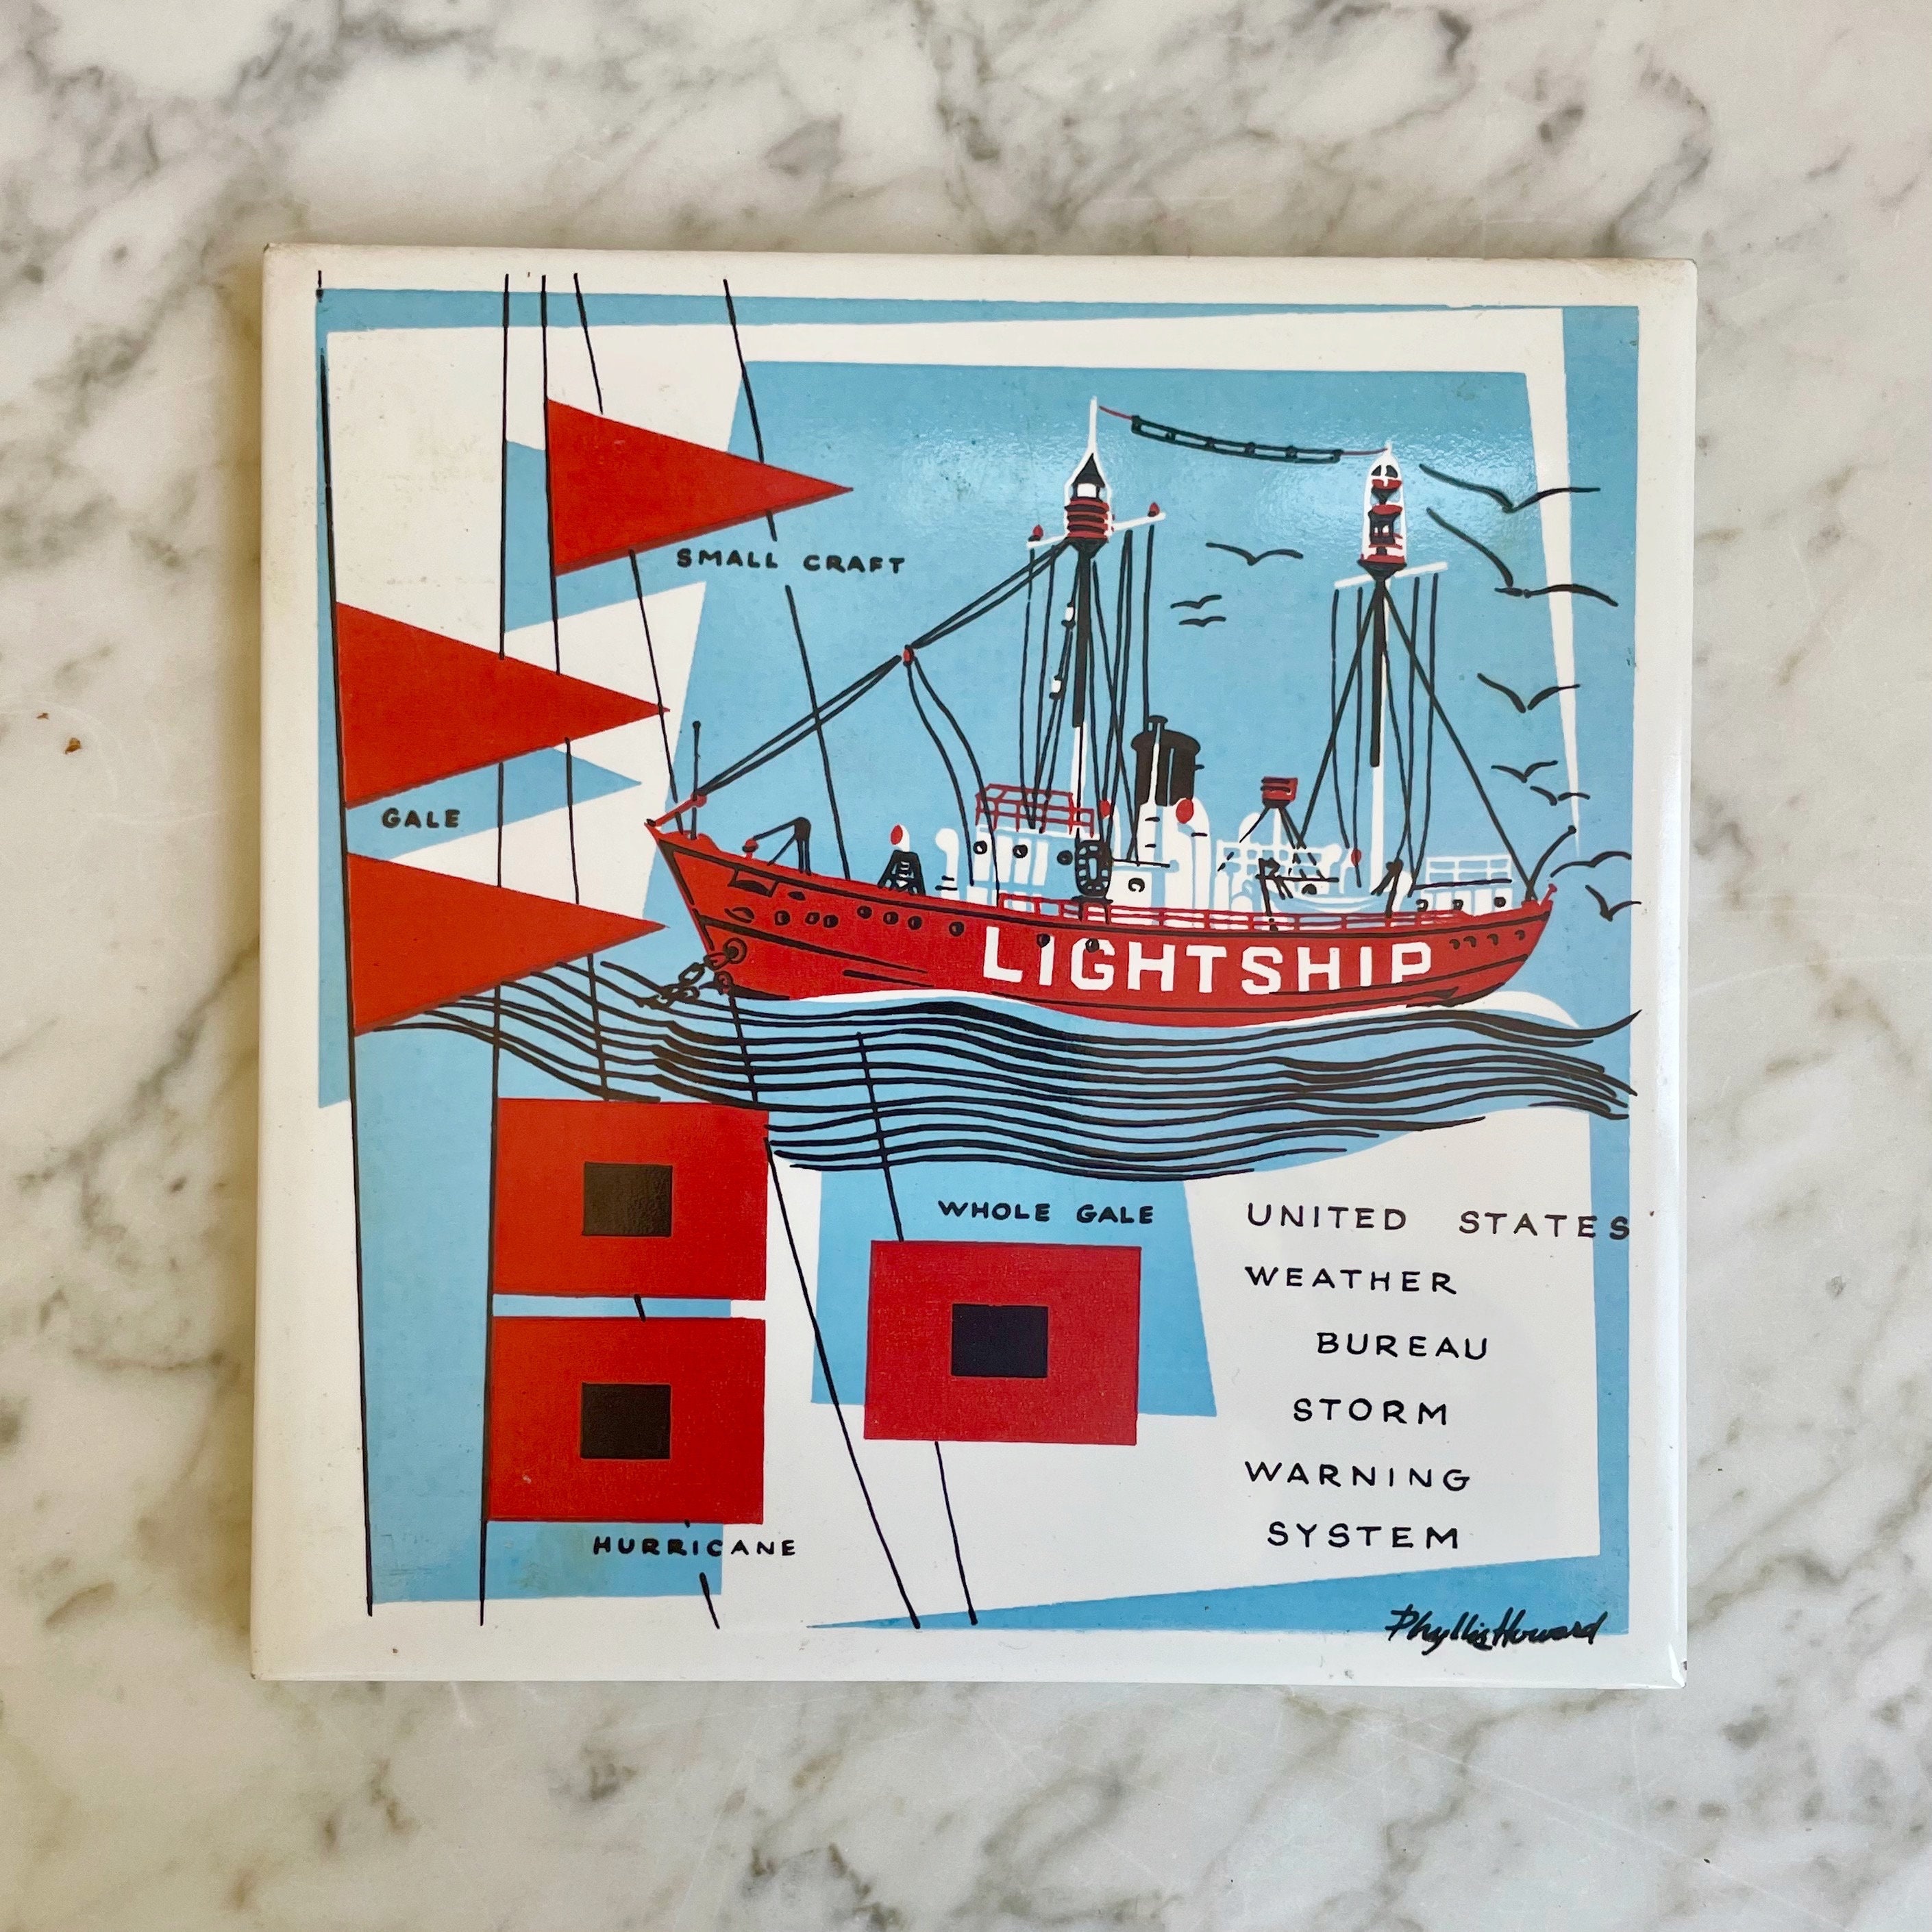 SMALL CRAFT
GALE
LIGHTSHIP
WHOLE GALE
HURRICANE
UNITED STATES
WEATHER
BUREAU
STORM
WARNING
SYSTEM
Phyllis Howard